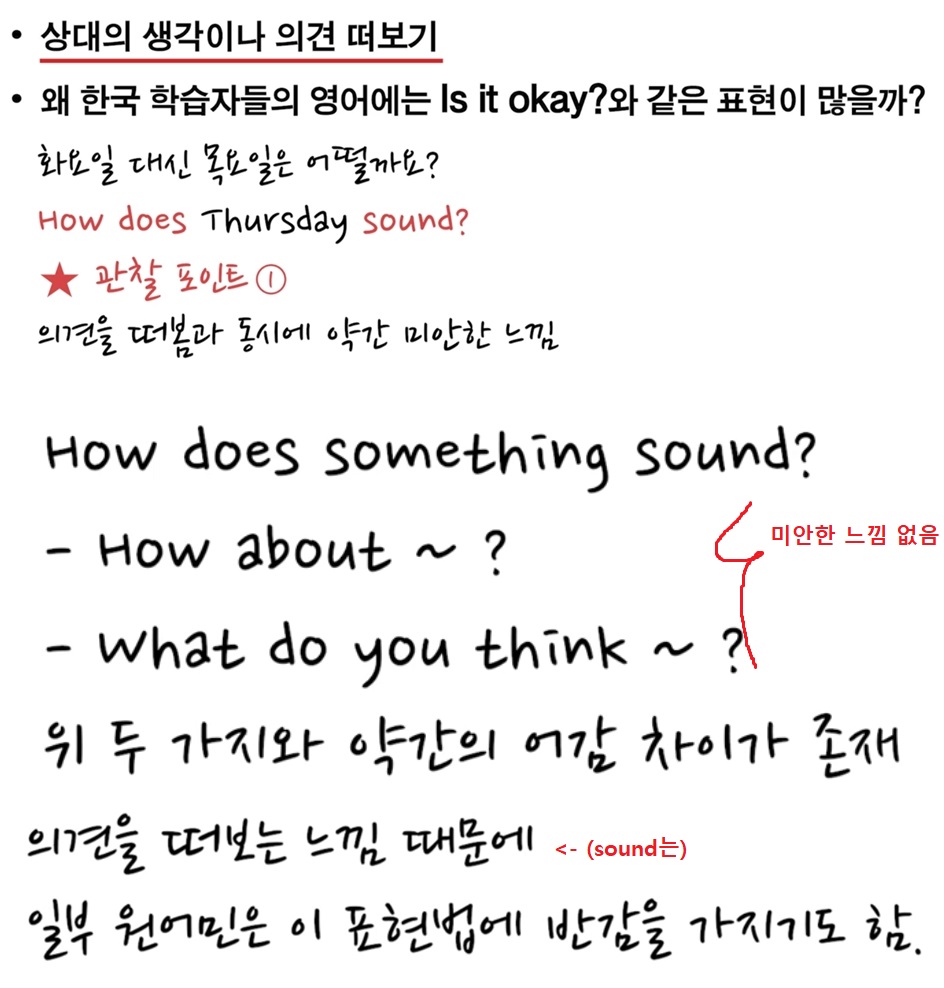 • 상대의 생각이나 의견 떠보기
• 왜 한국 학습자들의 영어에는 Is it okay?와 같은 표현이 많을까?
화요일 대신 목요일은 어떨까요?
How does Thursday sound?
★ 관찰 포인트 ①
의견을 떠봄과 동시에 약간 미안한 느낌
How does something sound?
- How about ~ ?
미안한 느낌 없음
- What do you think ~ ?
위 두 가지와 약간의 어감 차이가 존재
의견을 떠보는 느낌 때문에 <- (sound는)
일부 원어민은 이 표현법에 반감을 가지기도 함.